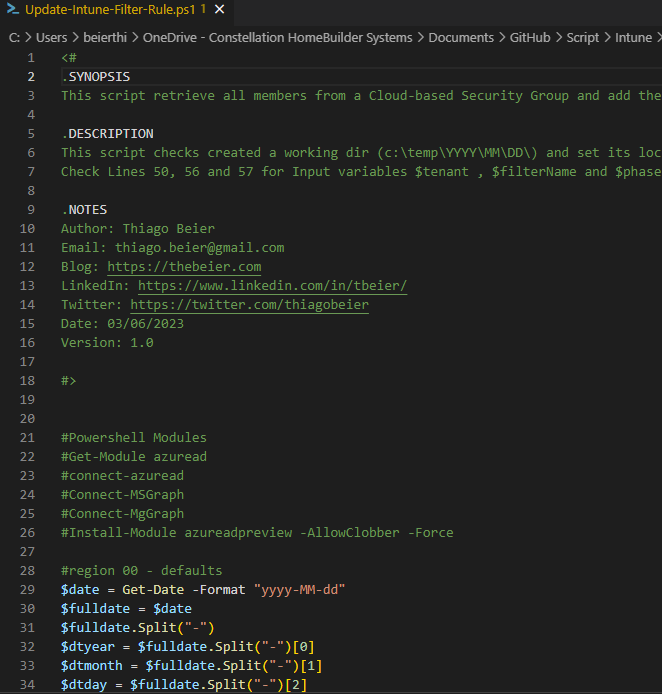 Update-Intune-Filter-Rule.ps1 1
C: > Users > beierthi > OneDrive - Constellation HomeBuilder Systems > Documents > GitHub > Script > Intune >
1 <#
2 .SYNOPSIS
3 This script retrieve all members from a Cloud-based Security Group and add the
4
5 .DESCRIPTION
6 This script checks created a working dir (c:\temp\YYYY\MM\DD\) and set its loc
7 Check Lines 50, 56 and 57 for Input variables $tenant , $filterName and $phase
8
9 .NOTES
10 Author: Thiago Beier
11 Email: thiago.beier@gmail.com
12 Blog: https://thebeier.com
13 LinkedIn: https://www.linkedin.com/in/tbeier/
14 Twitter: https://twitter.com/thiagobeier
15 Date: 03/06/2023
16 Version: 1.0
17
18 #>
19
20
21 #Powershell Modules
22 #Get-Module azuread
23 #connect-azuread
24 #Connect-MSGraph
25 #Connect-MgGraph
26 #Install-Module azureadpreview -AllowClobber -Force
27
28 #region 00 - defaults
29 $date = Get-Date -Format "yyyy-MM-dd"
30 $fulldate = $date
31 $fulldate.Split("-")
32 $dtyear = $fulldate.Split("-")[0]
33 $dtmonth = $fulldate.Split("-")[1]
34 $dtday = $fulldate.Split("-")[2]